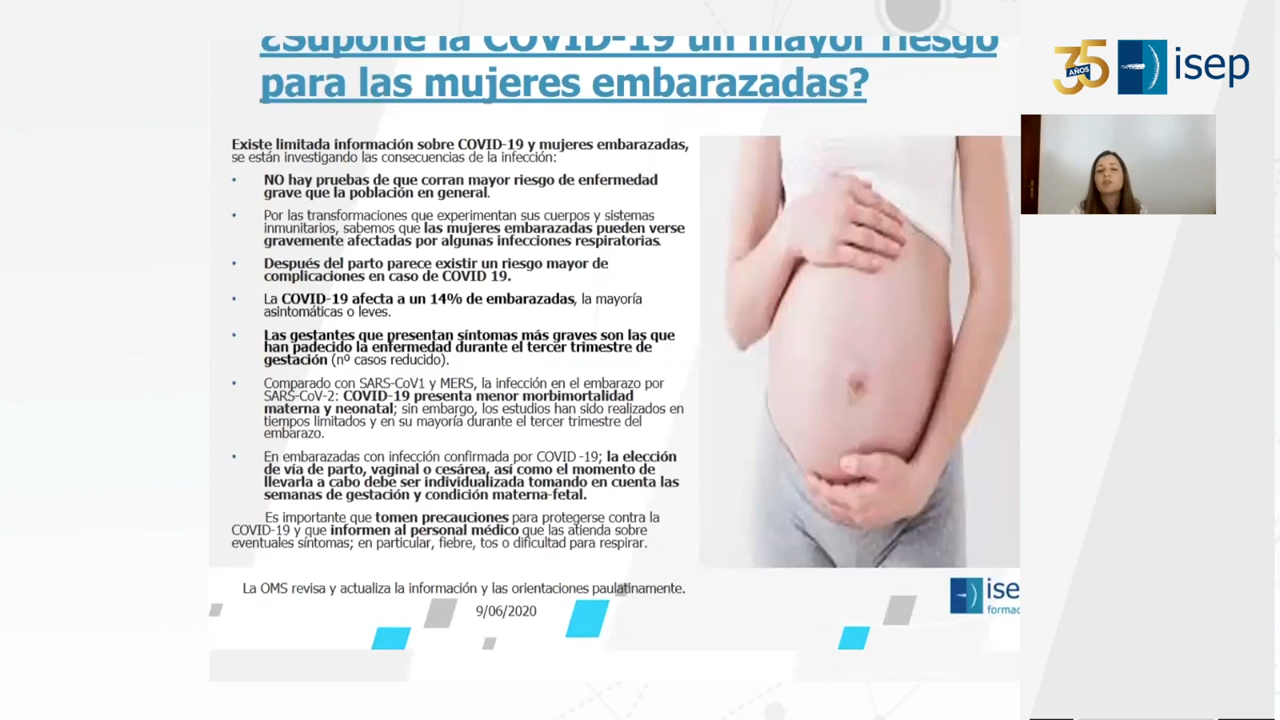 ¿Supone la COVID-19 un mayor riesgo
para las mujeres embarazadas?
35
AÑOS
isep
Existe limitada información sobre COVID-19 y mujeres embarazadas,
se están investigando las consecuencias de la infección:
• NO hay pruebas de que corran mayor riesgo de enfermedad
grave que la población en general.
• Por las transformaciones que experimentan sus cuerpos y sistemas
inmunitarios, sabemos que las mujeres embarazadas pueden verse
gravemente afectadas por algunas infecciones respiratorias.
• Después del parto parece existir un riesgo mayor de
complicaciones en caso de COVID 19.
• La COVID-19 afecta a un 14% de embarazadas, la mayoría
asintomáticas o leves.
• Las gestantes que presentan síntomas más graves son las que
han padecido la enfermedad durante el tercer trimestre de
gestación (nº casos reducido).
• Comparado con SARS-CoV1 y MERS, la infección en el embarazo por
SARS-CoV-2: COVID-19 presenta menor morbimortalidad
materna y neonatal; sin embargo, los estudios han sido realizados en
tiempos limitados y en su mayoría durante el tercer trimestre del
embarazo.
• En embarazadas con infección confirmada por COVID -19; la elección
de vía de parto, vaginal o cesárea, así como el momento de
llevarla a cabo debe ser individualizada tomando en cuenta las
semanas de gestación y condición materna-fetal.
Es importante que tomen precauciones para protegerse contra la
COVID-19 y que informen al personal médico que las atienda sobre
eventuales síntomas; en particular, fiebre, tos o dificultad para respirar.
La OMS revisa y actualiza la información y las orientaciones paulatinamente.
9/06/2020
ise
formac